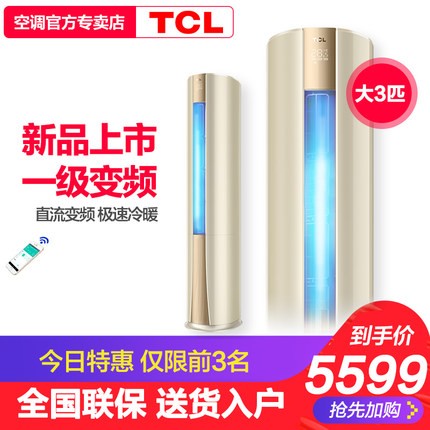 空调官方专卖店 TCL
TCL
大3匹
新品上市
一级变频
直流变频 极速冷暖
今日特惠 仅限前3名
全国联保 送货入户
到手价
5599
抢先加购 >